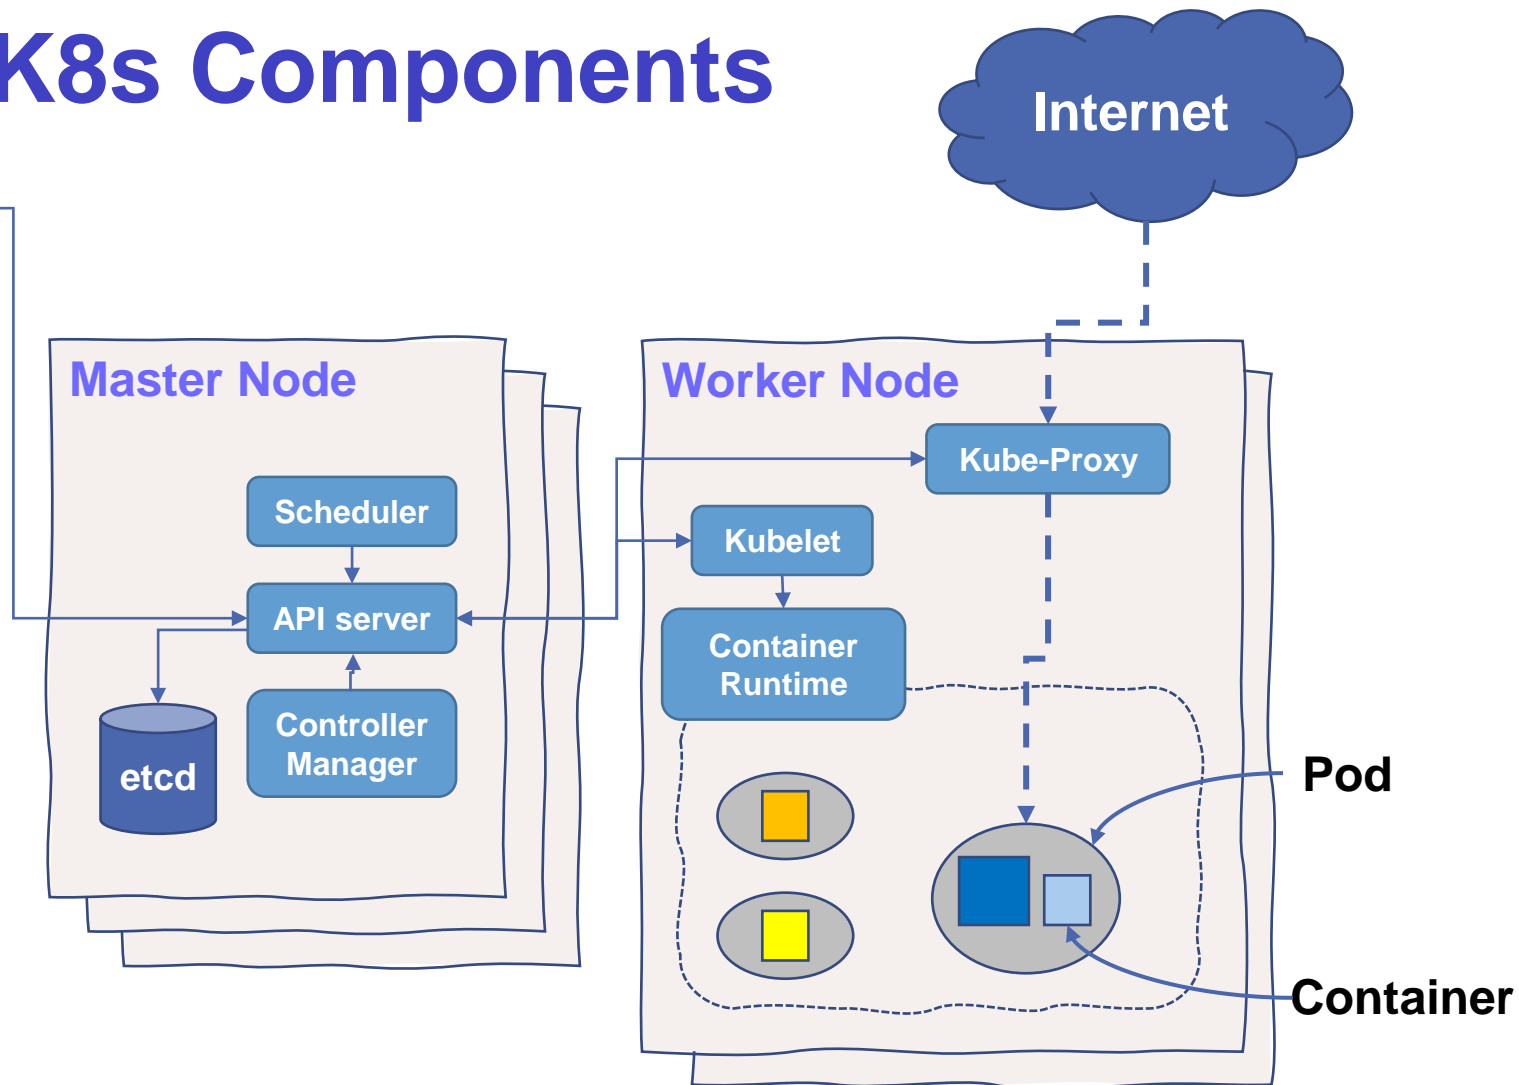 K8s Components
Internet
Master Node
Worker Node
Kube-Proxy
Scheduler
Kubelet
API server
Container
Runtime
Controller
Manager
etcd
Pod
Container